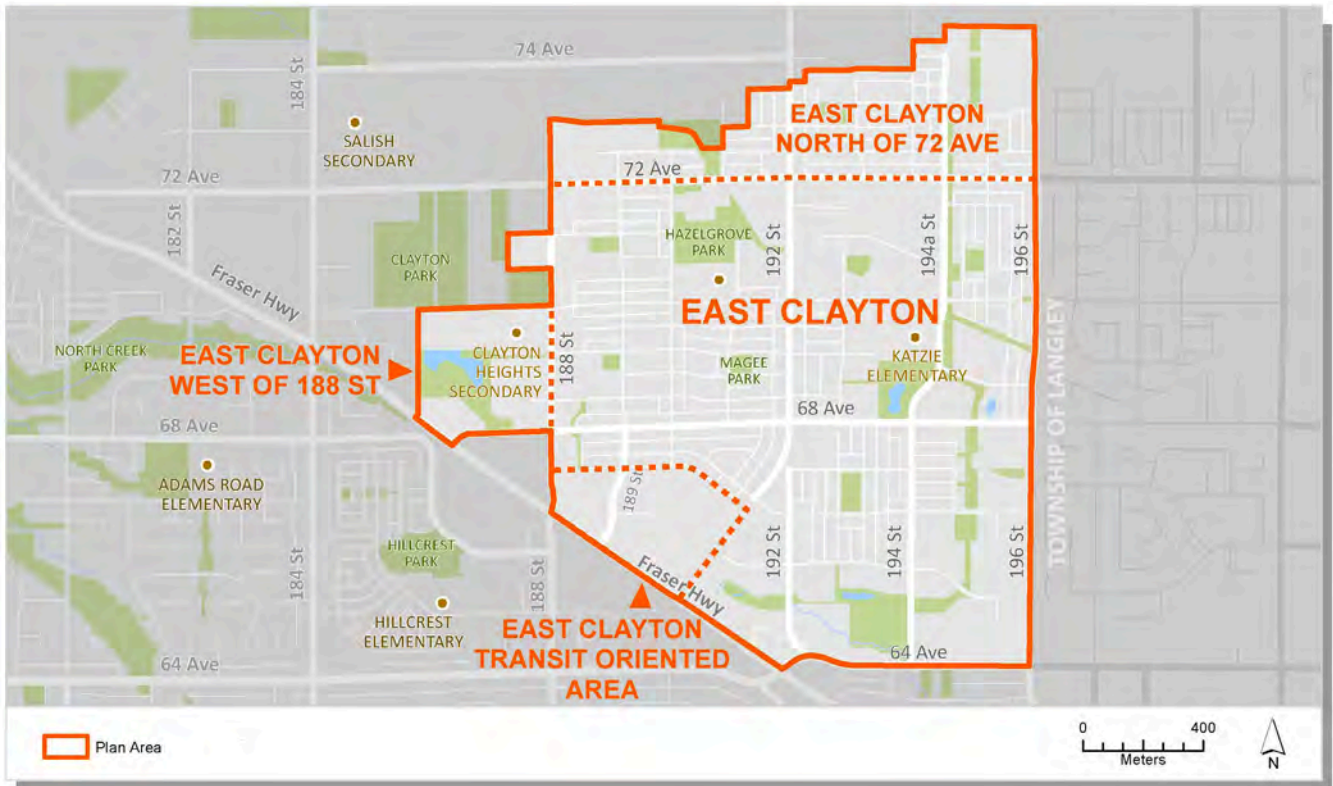 74 Ave
184 St
SALISH
SECONDARY
EAST CLAYTON
NORTH OF 72 AVE
72 Ave
72 Ave
182 St
CLAYTON
PARK
HAZELGROVE
PARK
192 St
194a St
196 St
Fraser Hwy
EAST CLAYTON
NORTH CREEK
PARK
EAST CLAYTON
WEST OF 188 ST
CLAYTON
HEIGHTS
SECONDARY
188 St
MAGEE
PARK
KATZIE
ELEMENTARY
68 Ave
68 Ave
TOWNSHIP OF LANGLEY
ADAMS ROAD
ELEMENTARY
189 St
HILLCREST
PARK
184 St
188 St
192 St
194 St
196 St
Fraser Hwy
HILLCREST
ELEMENTARY
EAST CLAYTON
TRANSIT ORIENTED
AREA
64 Ave
64 Ave
Plan Area
0 400
Meters
N